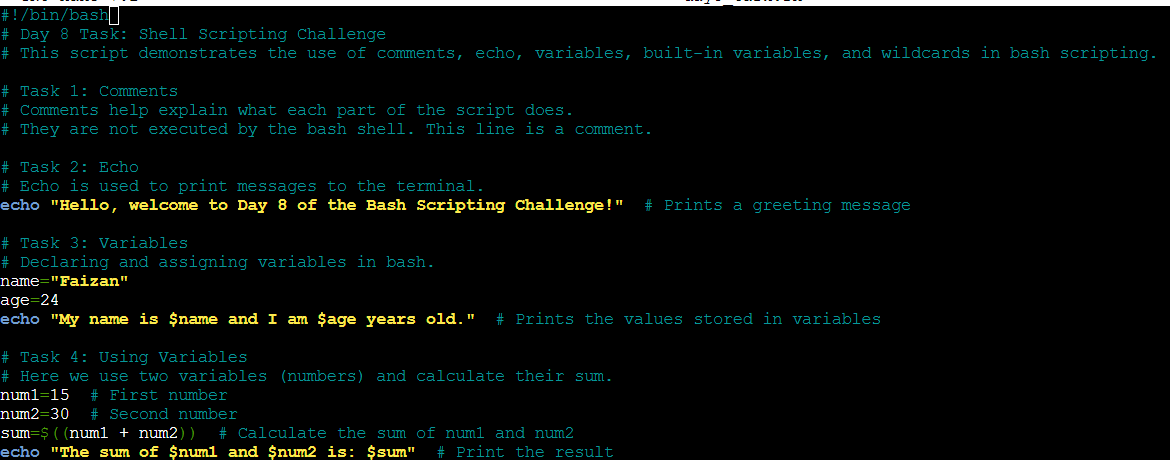 #!/bin/bash
# Day 8 Task: Shell Scripting Challenge
# This script demonstrates the use of comments, echo, variables, built-in variables, and wildcards in bash scripting.
# Task 1: Comments
# Comments help explain what each part of the script does.
# They are not executed by the bash shell. This line is a comment.
# Task 2: Echo
# Echo is used to print messages to the terminal.
echo "Hello, welcome to Day 8 of the Bash Scripting Challenge!"  # Prints a greeting message
# Task 3: Variables
# Declaring and assigning variables in bash.
name="Faizan"
age=24
echo "My name is $name and I am $age years old."  # Prints the values stored in variables
# Task 4: Using Variables
# Here we use two variables (numbers) and calculate their sum.
num1=15  # First number
num2=30  # Second number
sum=$((num1 + num2))  # Calculate the sum of num1 and num2
echo "The sum of $num1 and $num2 is: $sum"  # Print the result